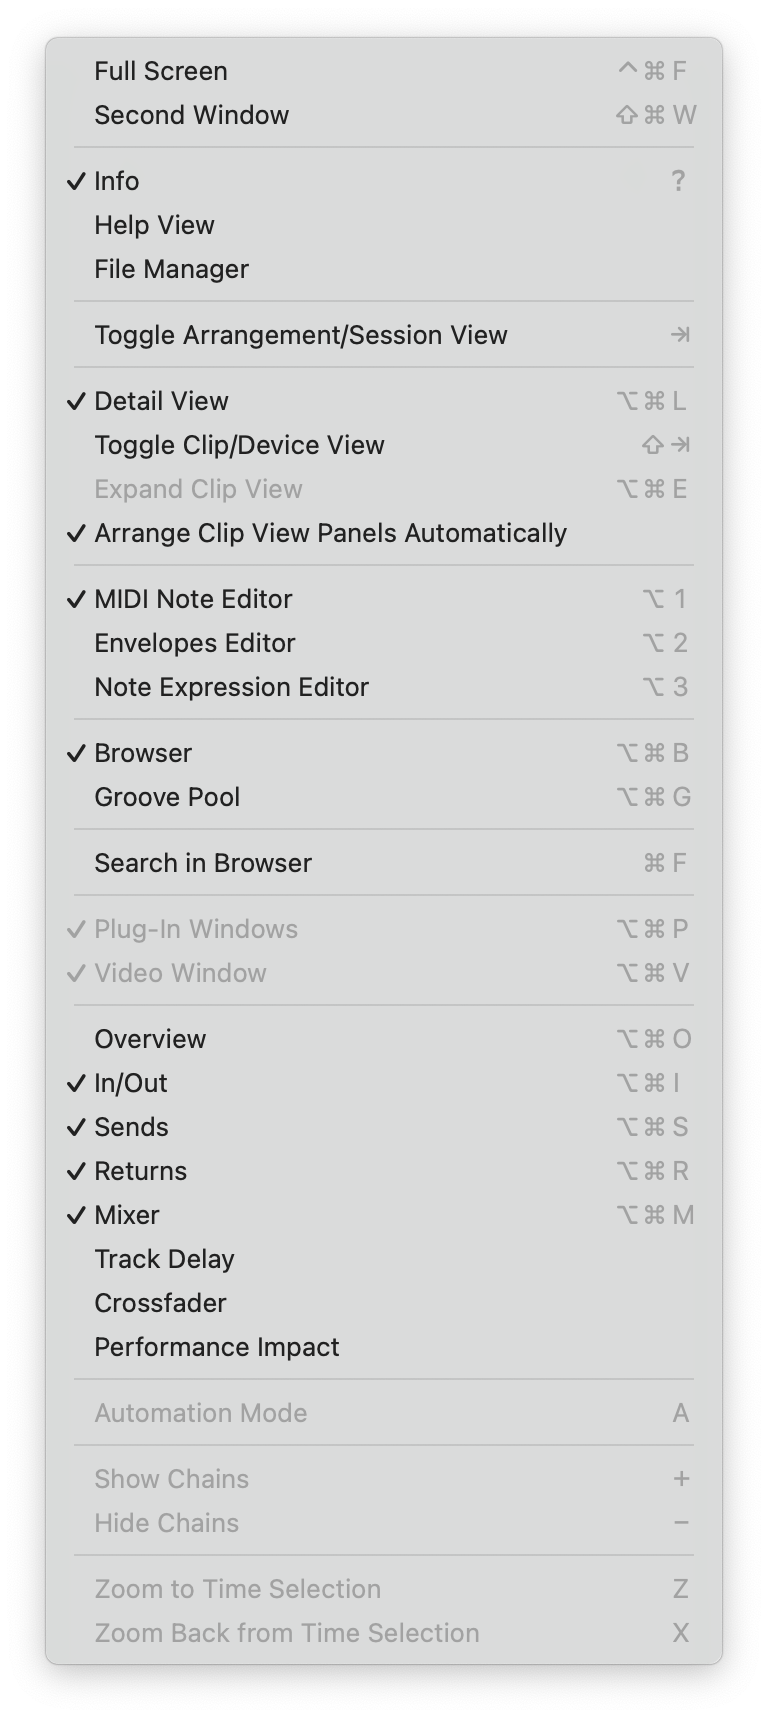 Full Screen ⌃⌘F
Second Window ⇧⌘W
✓ Info ?
Help View
File Manager
Toggle Arrangement/Session View ⇥
✓ Detail View ⌥⌘L
Toggle Clip/Device View ⇧⇥
Expand Clip View ⌥⌘E
✓ Arrange Clip View Panels Automatically
✓ MIDI Note Editor ⌥1
Envelopes Editor ⌥2
Note Expression Editor ⌥3
✓ Browser ⌥⌘B
Groove Pool ⌥⌘G
Search in Browser ⌘F
✓ Plug-In Windows ⌥⌘P
✓ Video Window ⌥⌘V
Overview ⌥⌘O
✓ In/Out ⌥⌘I
✓ Sends ⌥⌘S
✓ Returns ⌥⌘R
✓ Mixer ⌥⌘M
Track Delay
Crossfader
Performance Impact
Automation Mode A
Show Chains +
Hide Chains −
Zoom to Time Selection Z
Zoom Back from Time Selection X